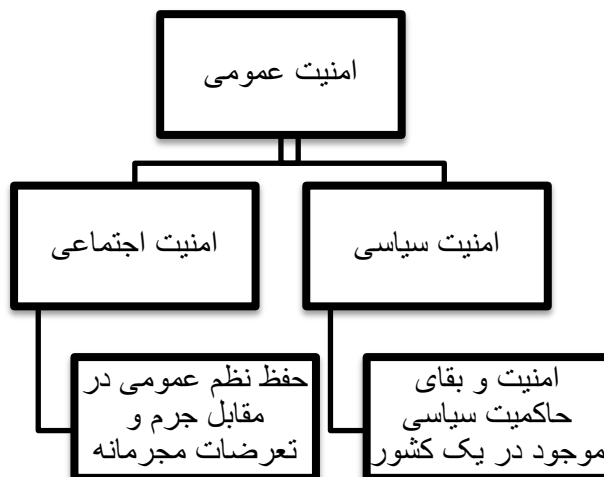 امنیت عمومی
امنیت سیاسی
امنیت اجتماعی
امنیت و بقای
حاکمیت سیاسی
موجود در یک کشور
حفظ نظم عمومی در
مقابل جرم و
تعرضات مجرمانه